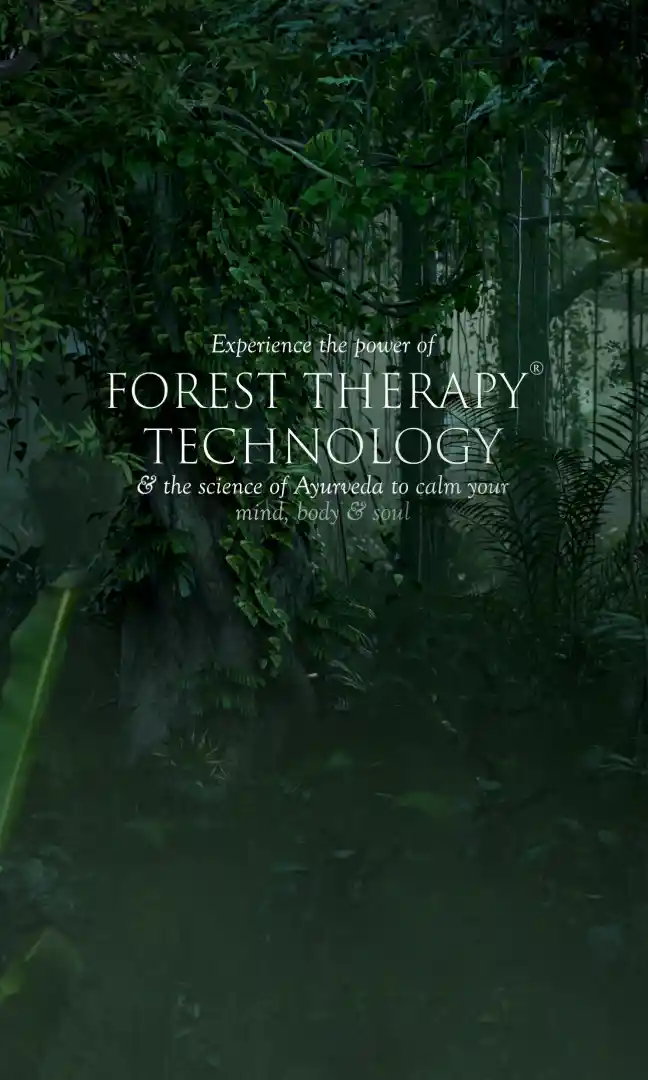 Experience the power of
FOREST THERAPY®
TECHNOLOGY
& the science of Ayurveda to calm your
mind, body & soul